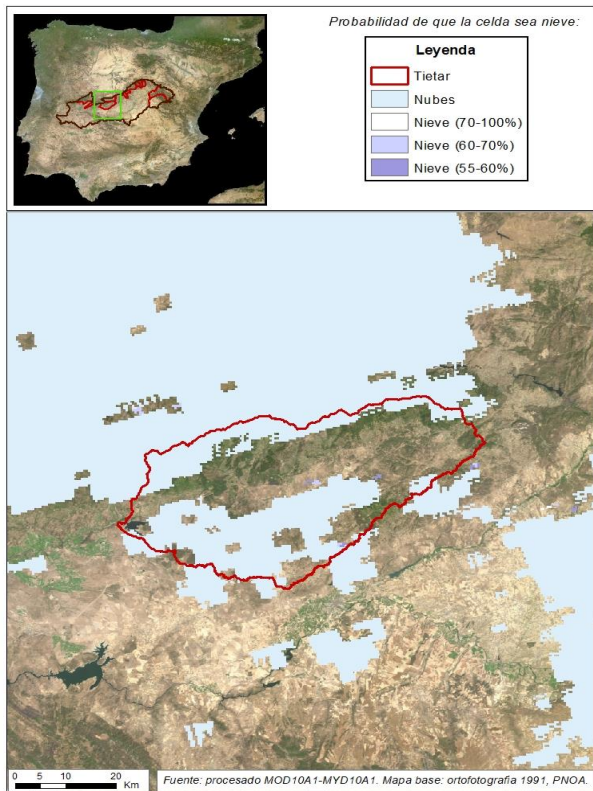 Probabilidad de que la celda sea nieve:
Leyenda
Tietar
Nubes
Nieve (70-100%)
Nieve (60-70%)
Nieve (55-60%)
0 5 10 20
Km
Fuente: procesado MOD10A1-MYD10A1. Mapa base: ortofotografia 1991, PNOA.